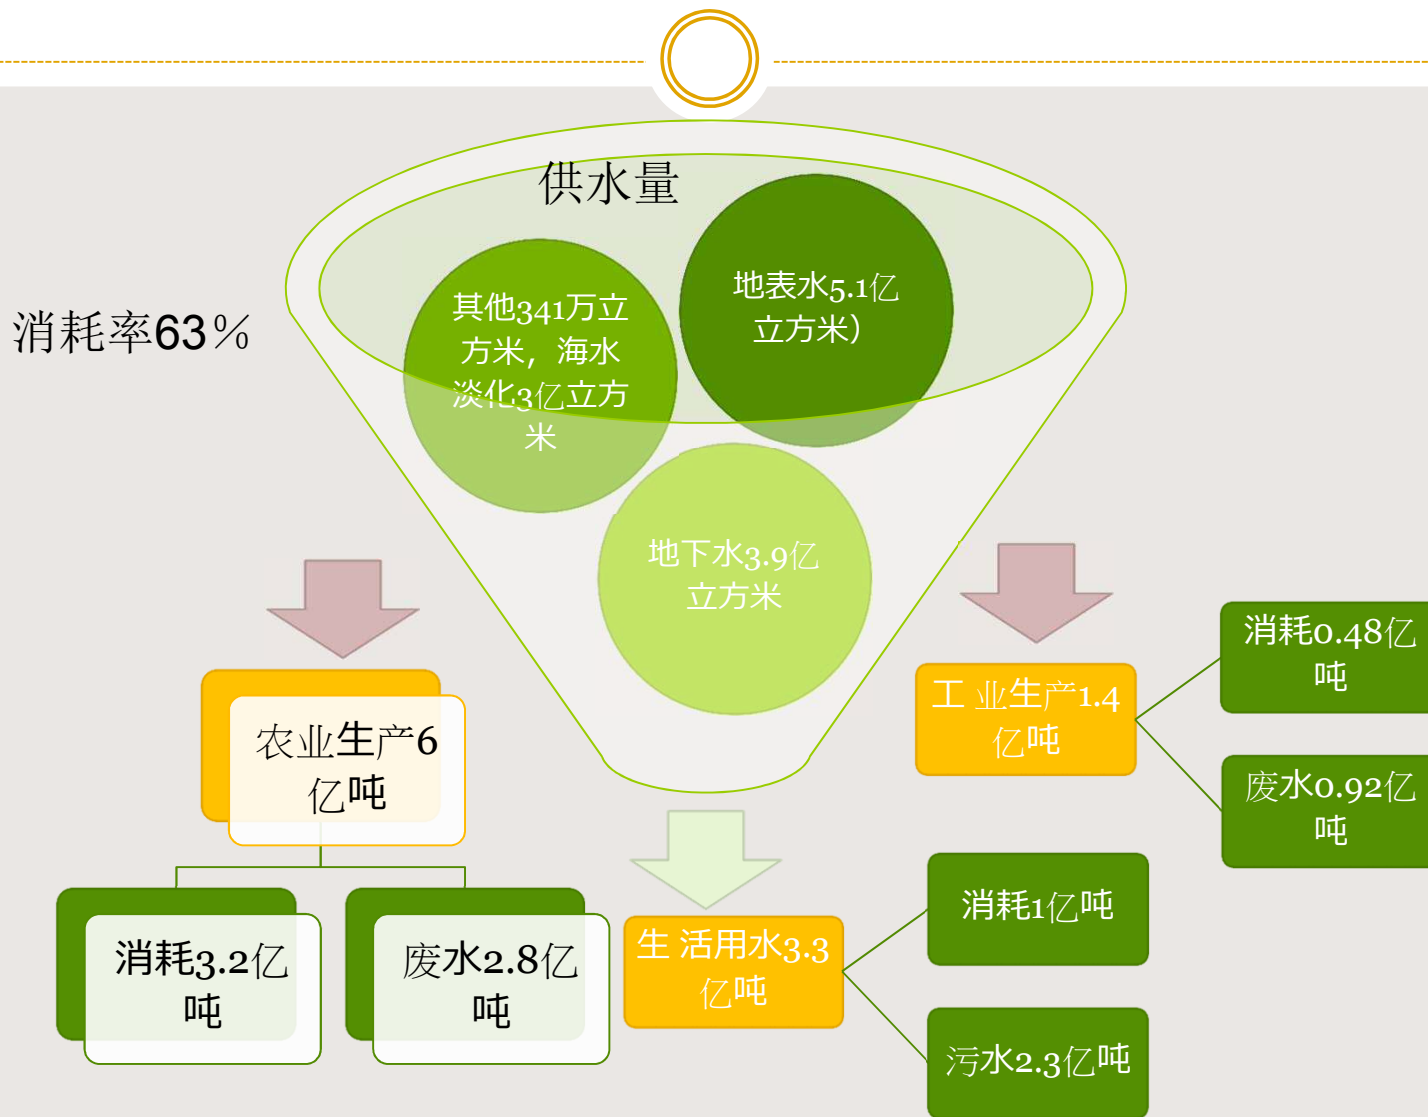 供水量
消耗率63％
其他341万立
方米，海水
淡化3亿立方
米
地表水5.1亿
立方米）
地下水3.9亿
立方米
农业生产6
亿吨
消耗3.2亿
吨
废水2.8亿
吨
生 活用水3.3
亿吨
消耗1亿吨
污水2.3亿吨
工 业生产1.4
亿吨
消耗0.48亿
吨
废水0.92亿
吨